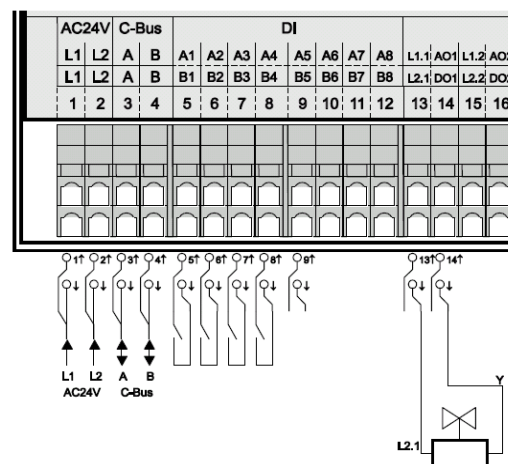 AC24V C-Bus DI
L1 L2 A B A1 A2 A3 A4 A5 A6 A7 A8 L1.1 AO1 L1.2 AO2
L1 L2 A B B1 B2 B3 B4 B5 B6 B7 B8 L2.1 DO1 L2.2 DO2
1 2 3 4 5 6 7 8 9 10 11 12 13 14 15 16
1↑ 2↑ 3↑ 4↑ 5↑ 6↑ 7↑ 8↑ 9↑ 13↑ 14↑
↓ ↓ ↓ ↓ ↓ ↓ ↓ ↓ ↓ ↓ ↓
L1 L2 A B
AC24V C-Bus
Y
L2.1